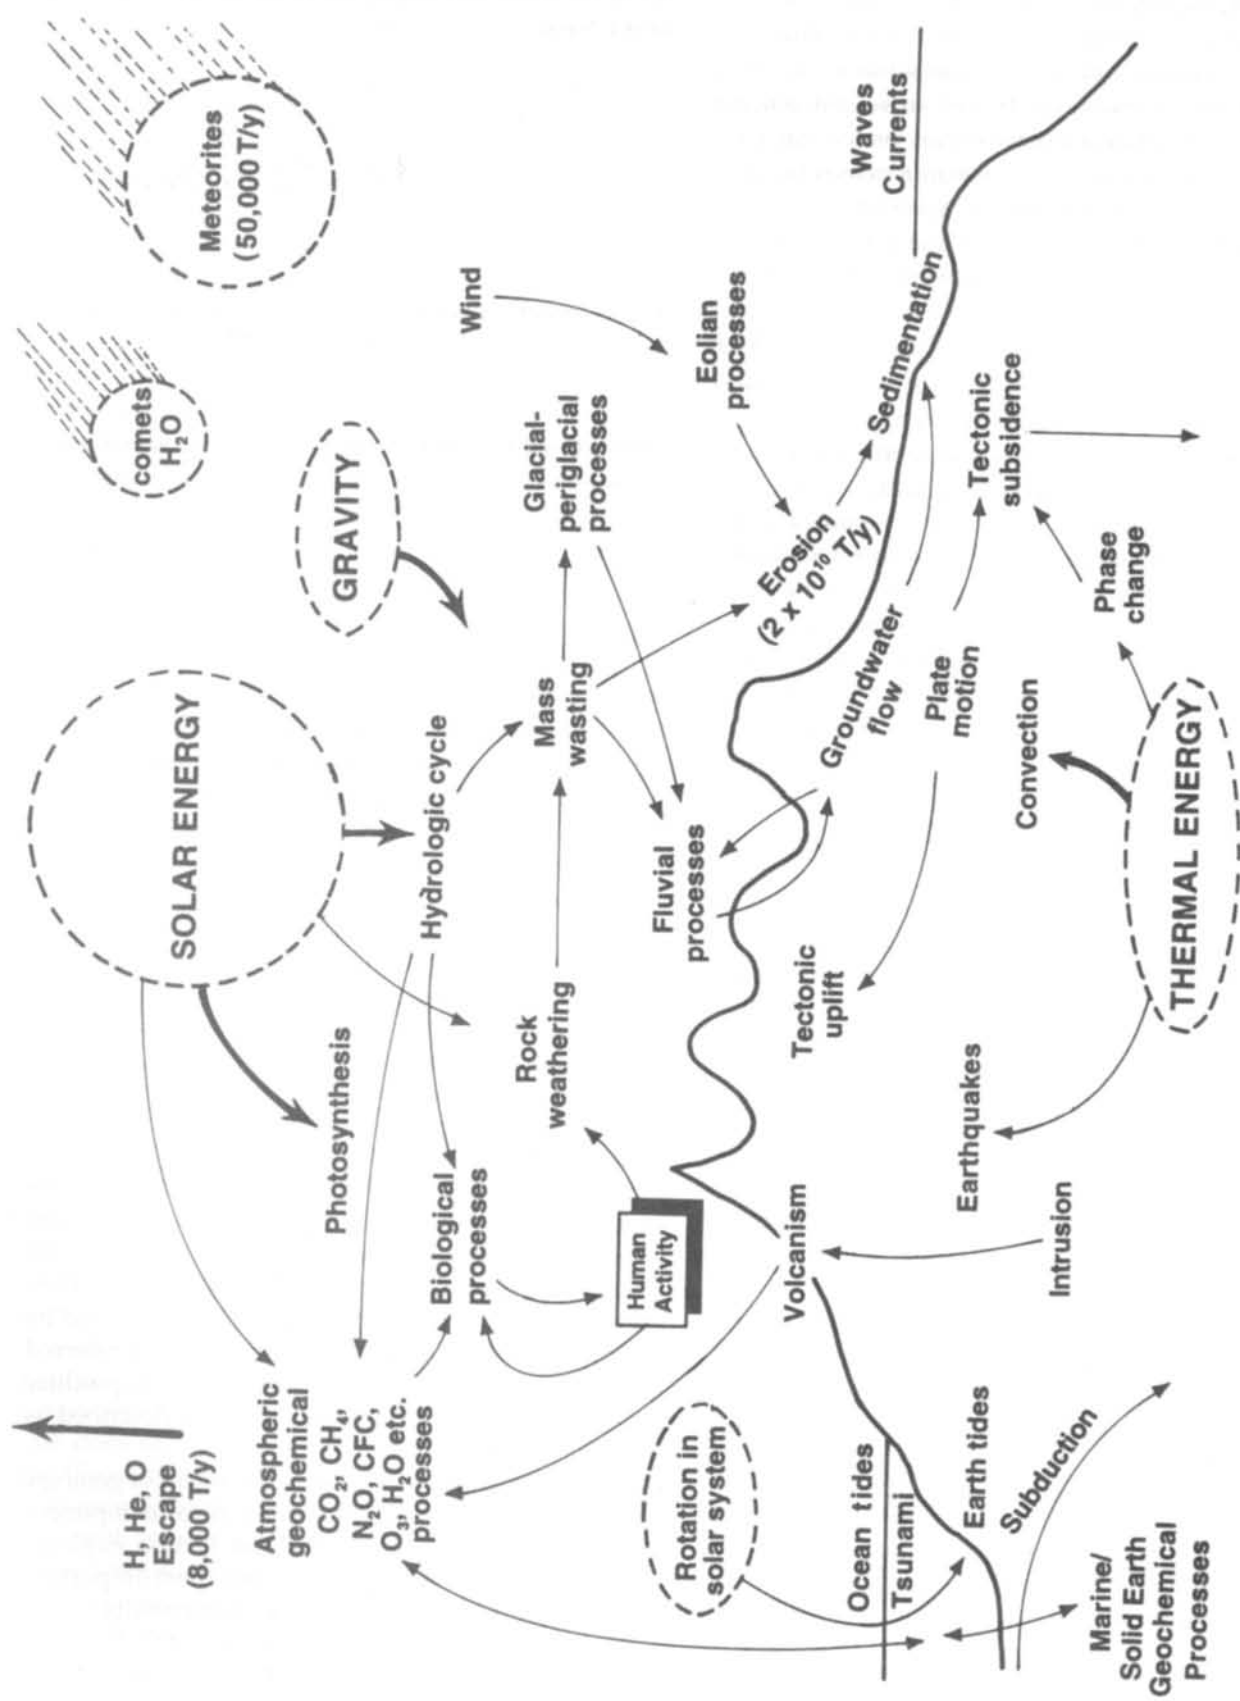 H, He, O
Escape
(8,000 T/y)
SOLAR ENERGY
comets
H₂O
Meteorites
(50,000 T/y)
GRAVITY
Atmospheric
geochemical
CO₂, CH₄,
N₂O, CFC,
O₃, H₂O etc.
processes
Photosynthesis
Hydrologic cycle
Wind
Biological
processes
Rock
weathering
Mass
wasting
Glacial-
periglacial
processes
Human
Activity
Fluvial
processes
Eolian
processes
Rotation in
solar system
Erosion
(2 x 10¹⁰ T/y)
Sedimentation
Waves
Currents
Volcanism
Tectonic
uplift
Groundwater
flow
Ocean tides
Tsunami
Plate
motion
Tectonic
subsidence
Earth tides
Earthquakes
Subduction
Intrusion
Convection
Phase
change
Marine/
Solid Earth
Geochemical
Processes
THERMAL ENERGY